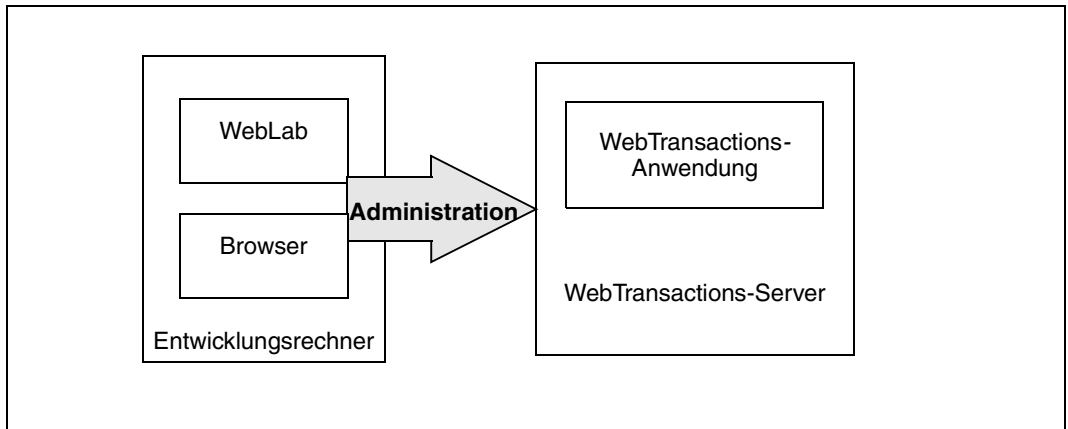 WebLab
Browser
Entwicklungsrechner
Administration
WebTransactions-
Anwendung
WebTransactions-Server